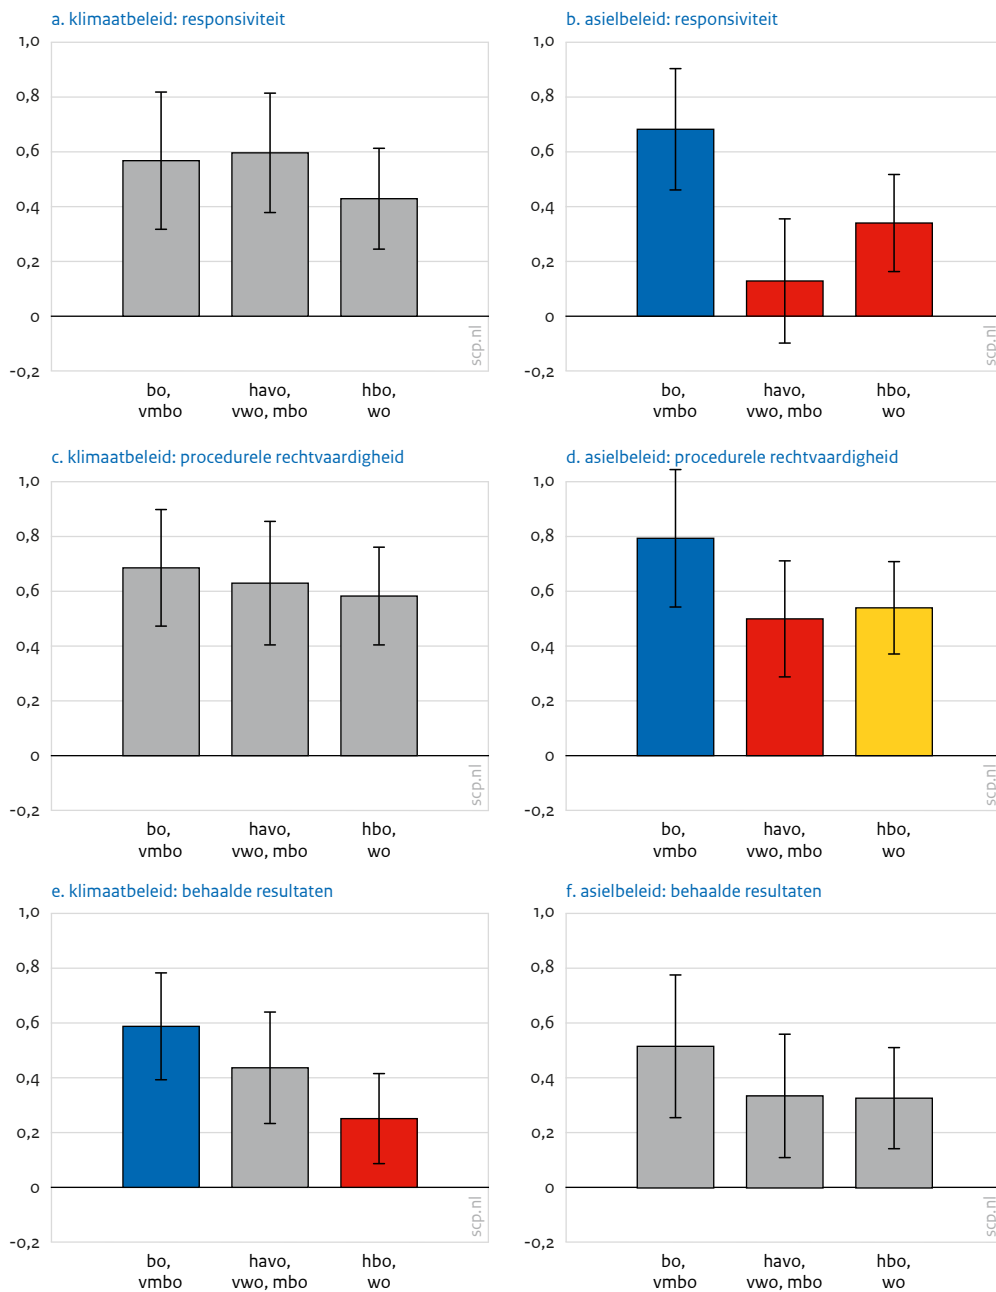 a. klimaatbeleid: responsiviteit
1,0
0,8
0,6
0,4
0,2
0
-0,2
scp.nl
bo,
vmbo
havo,
vwo, mbo
hbo,
wo
b. asielbeleid: responsiviteit
1,0
0,8
0,6
0,4
0,2
0
-0,2
scp.nl
bo,
vmbo
havo,
vwo, mbo
hbo,
wo
c. klimaatbeleid: procedurele rechtvaardigheid
1,0
0,8
0,6
0,4
0,2
0
-0,2
scp.nl
bo,
vmbo
havo,
vwo, mbo
hbo,
wo
d. asielbeleid: procedurele rechtvaardigheid
1,0
0,8
0,6
0,4
0,2
0
-0,2
scp.nl
bo,
vmbo
havo,
vwo, mbo
hbo,
wo
e. klimaatbeleid: behaalde resultaten
1,0
0,8
0,6
0,4
0,2
0
-0,2
scp.nl
bo,
vmbo
havo,
vwo, mbo
hbo,
wo
f. asielbeleid: behaalde resultaten
1,0
0,8
0,6
0,4
0,2
0
-0,2
scp.nl
bo,
vmbo
havo,
vwo, mbo
hbo,
wo